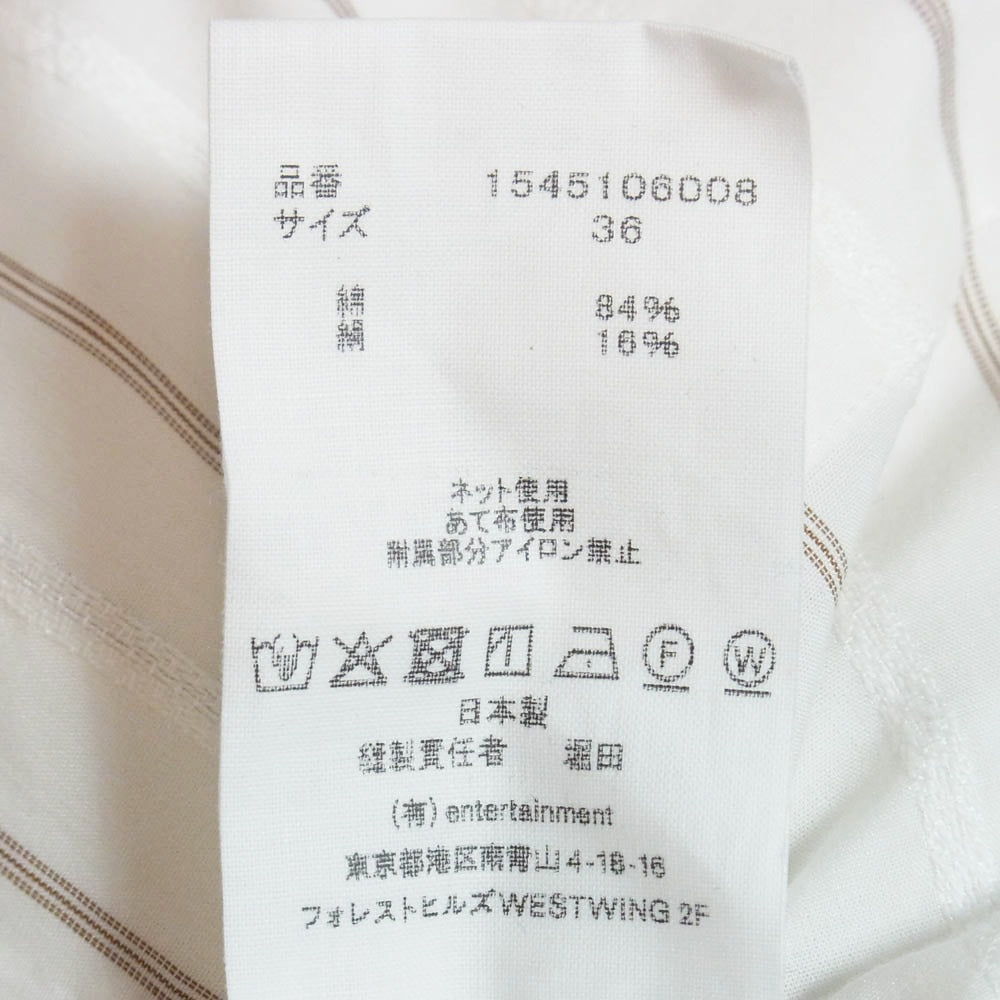 品番 1545106008
サイズ 36
綿 84%
絹 16%
ネット使用
あて布使用
附属部分アイロン禁止
F W
日本製
縫製責任者 堀田
(有) entertainment
東京都港区南青山4-18-16
フォレストヒルズWESTWING 2F